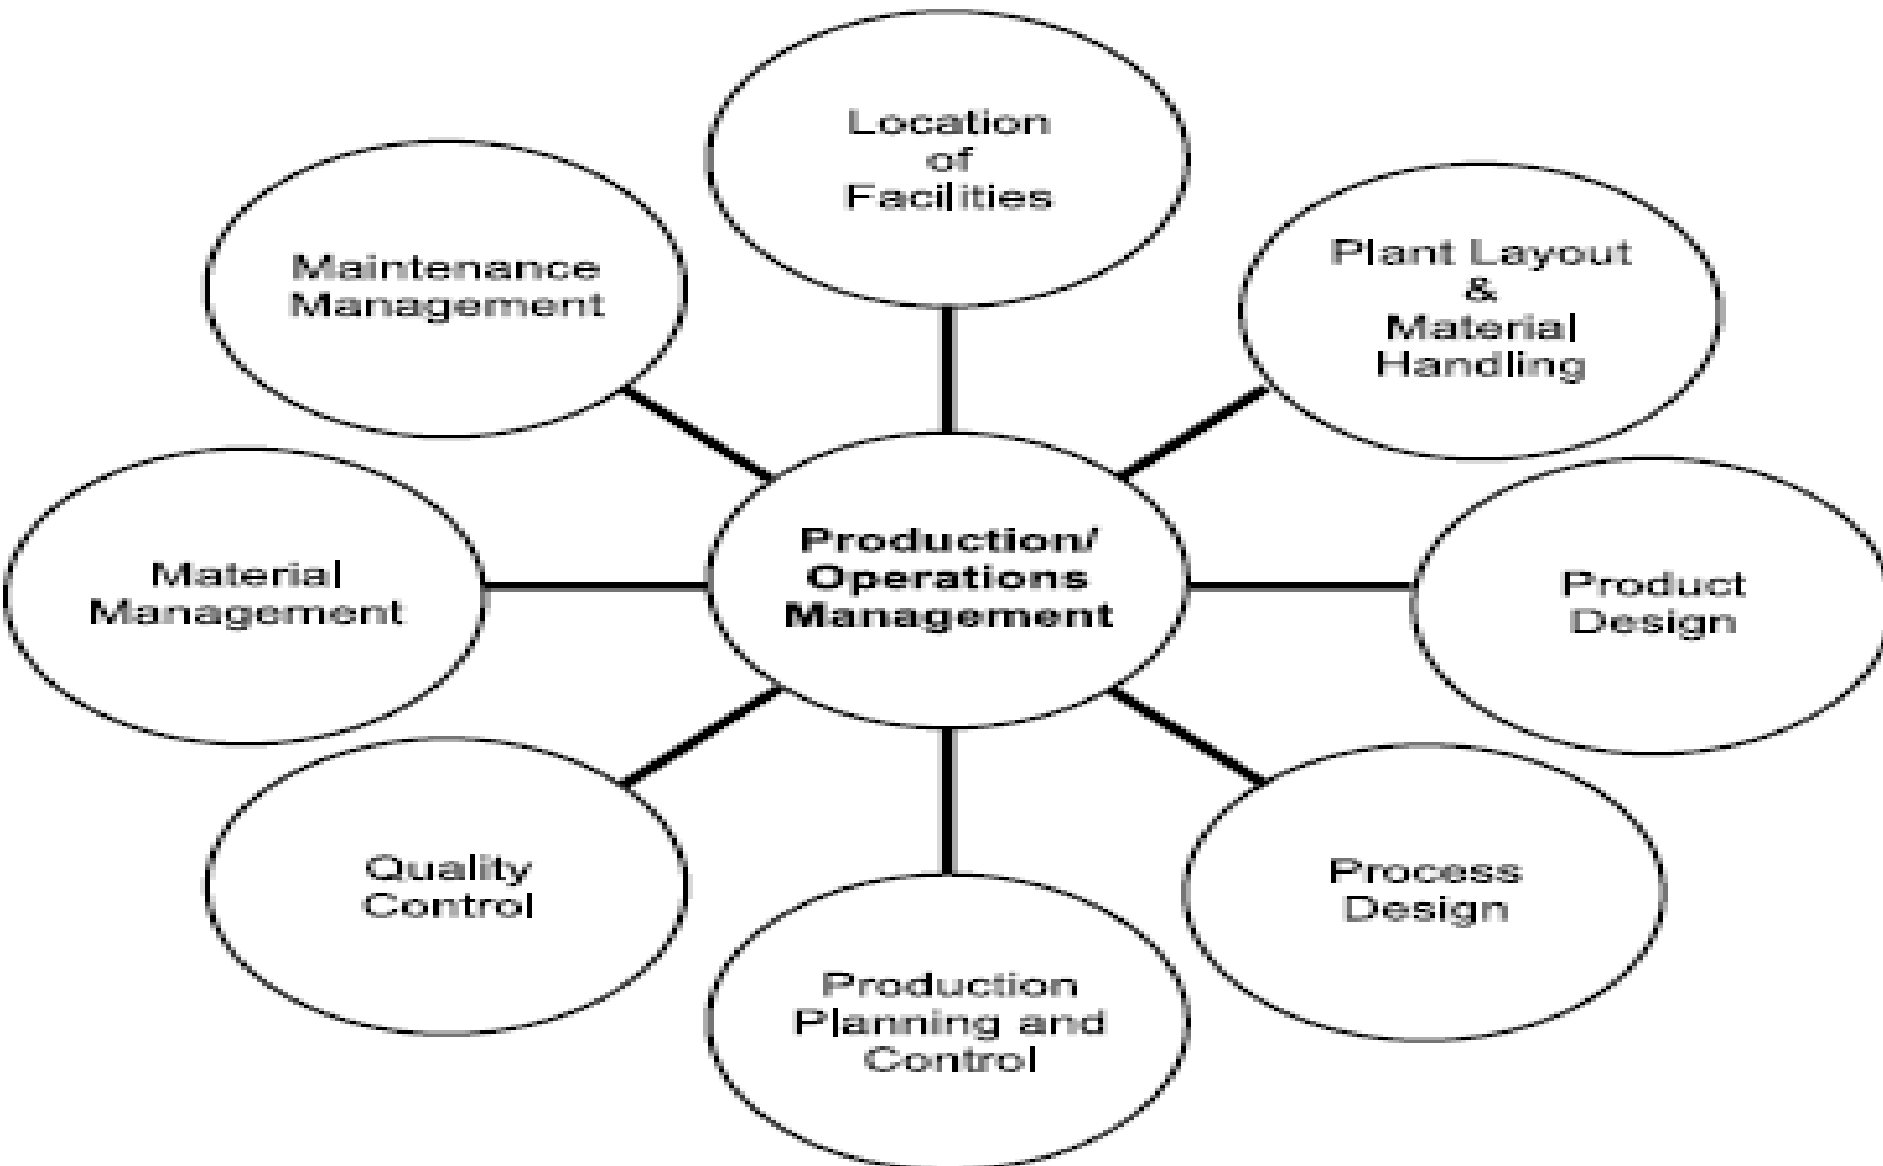 Location
of
Facilities
Plant Layout
&
Material
Handling
Product
Design
Process
Design
Production
Planning and
Control
Quality
Control
Material
Management
Maintenance
Management
Production/
Operations
Management